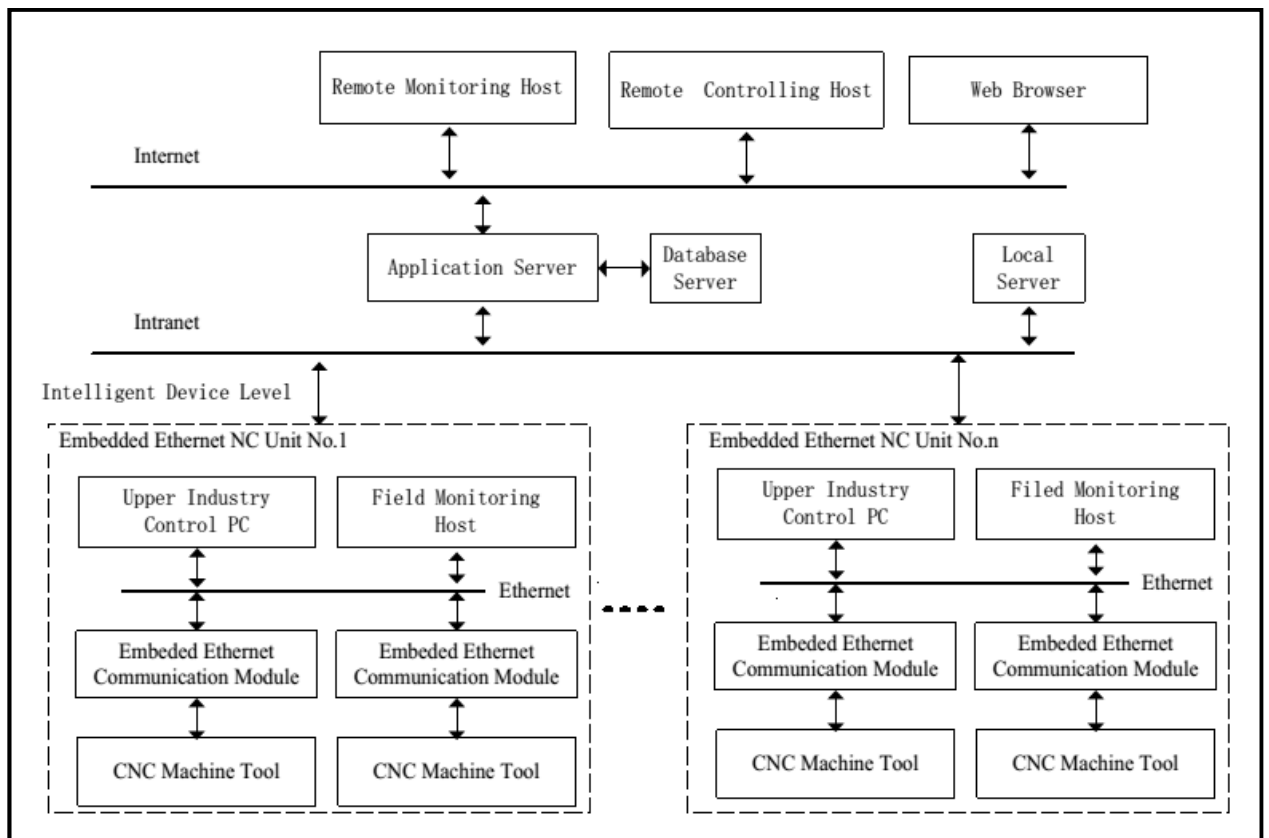 Remote Monitoring Host
Remote Controlling Host
Web Browser
Internet
Application Server
Database
Server
Local
Server
Intranet
Intelligent Device Level
Embedded Ethernet NC Unit No.1
Upper Industry
Control PC
Field Monitoring
Host
Ethernet
Embeded Ethernet
Communication Module
Embeded Ethernet
Communication Module
CNC Machine Tool
CNC Machine Tool
Embedded Ethernet NC Unit No.n
Upper Industry
Control PC
Filed Monitoring
Host
Ethernet
Embeded Ethernet
Communication Module
Embeded Ethernet
Communication Module
CNC Machine Tool
CNC Machine Tool